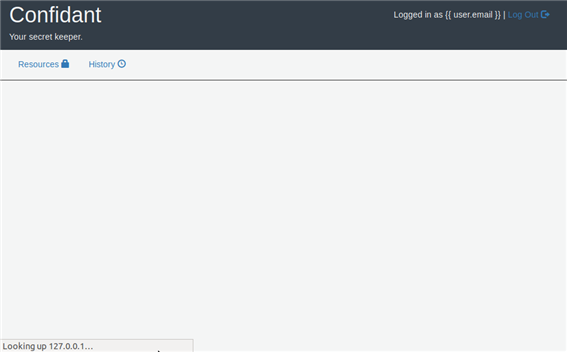 Confidant
Logged in as {{ user.email }} | Log Out
Your secret keeper.
Resources
History
Looking up 127.0.0.1…